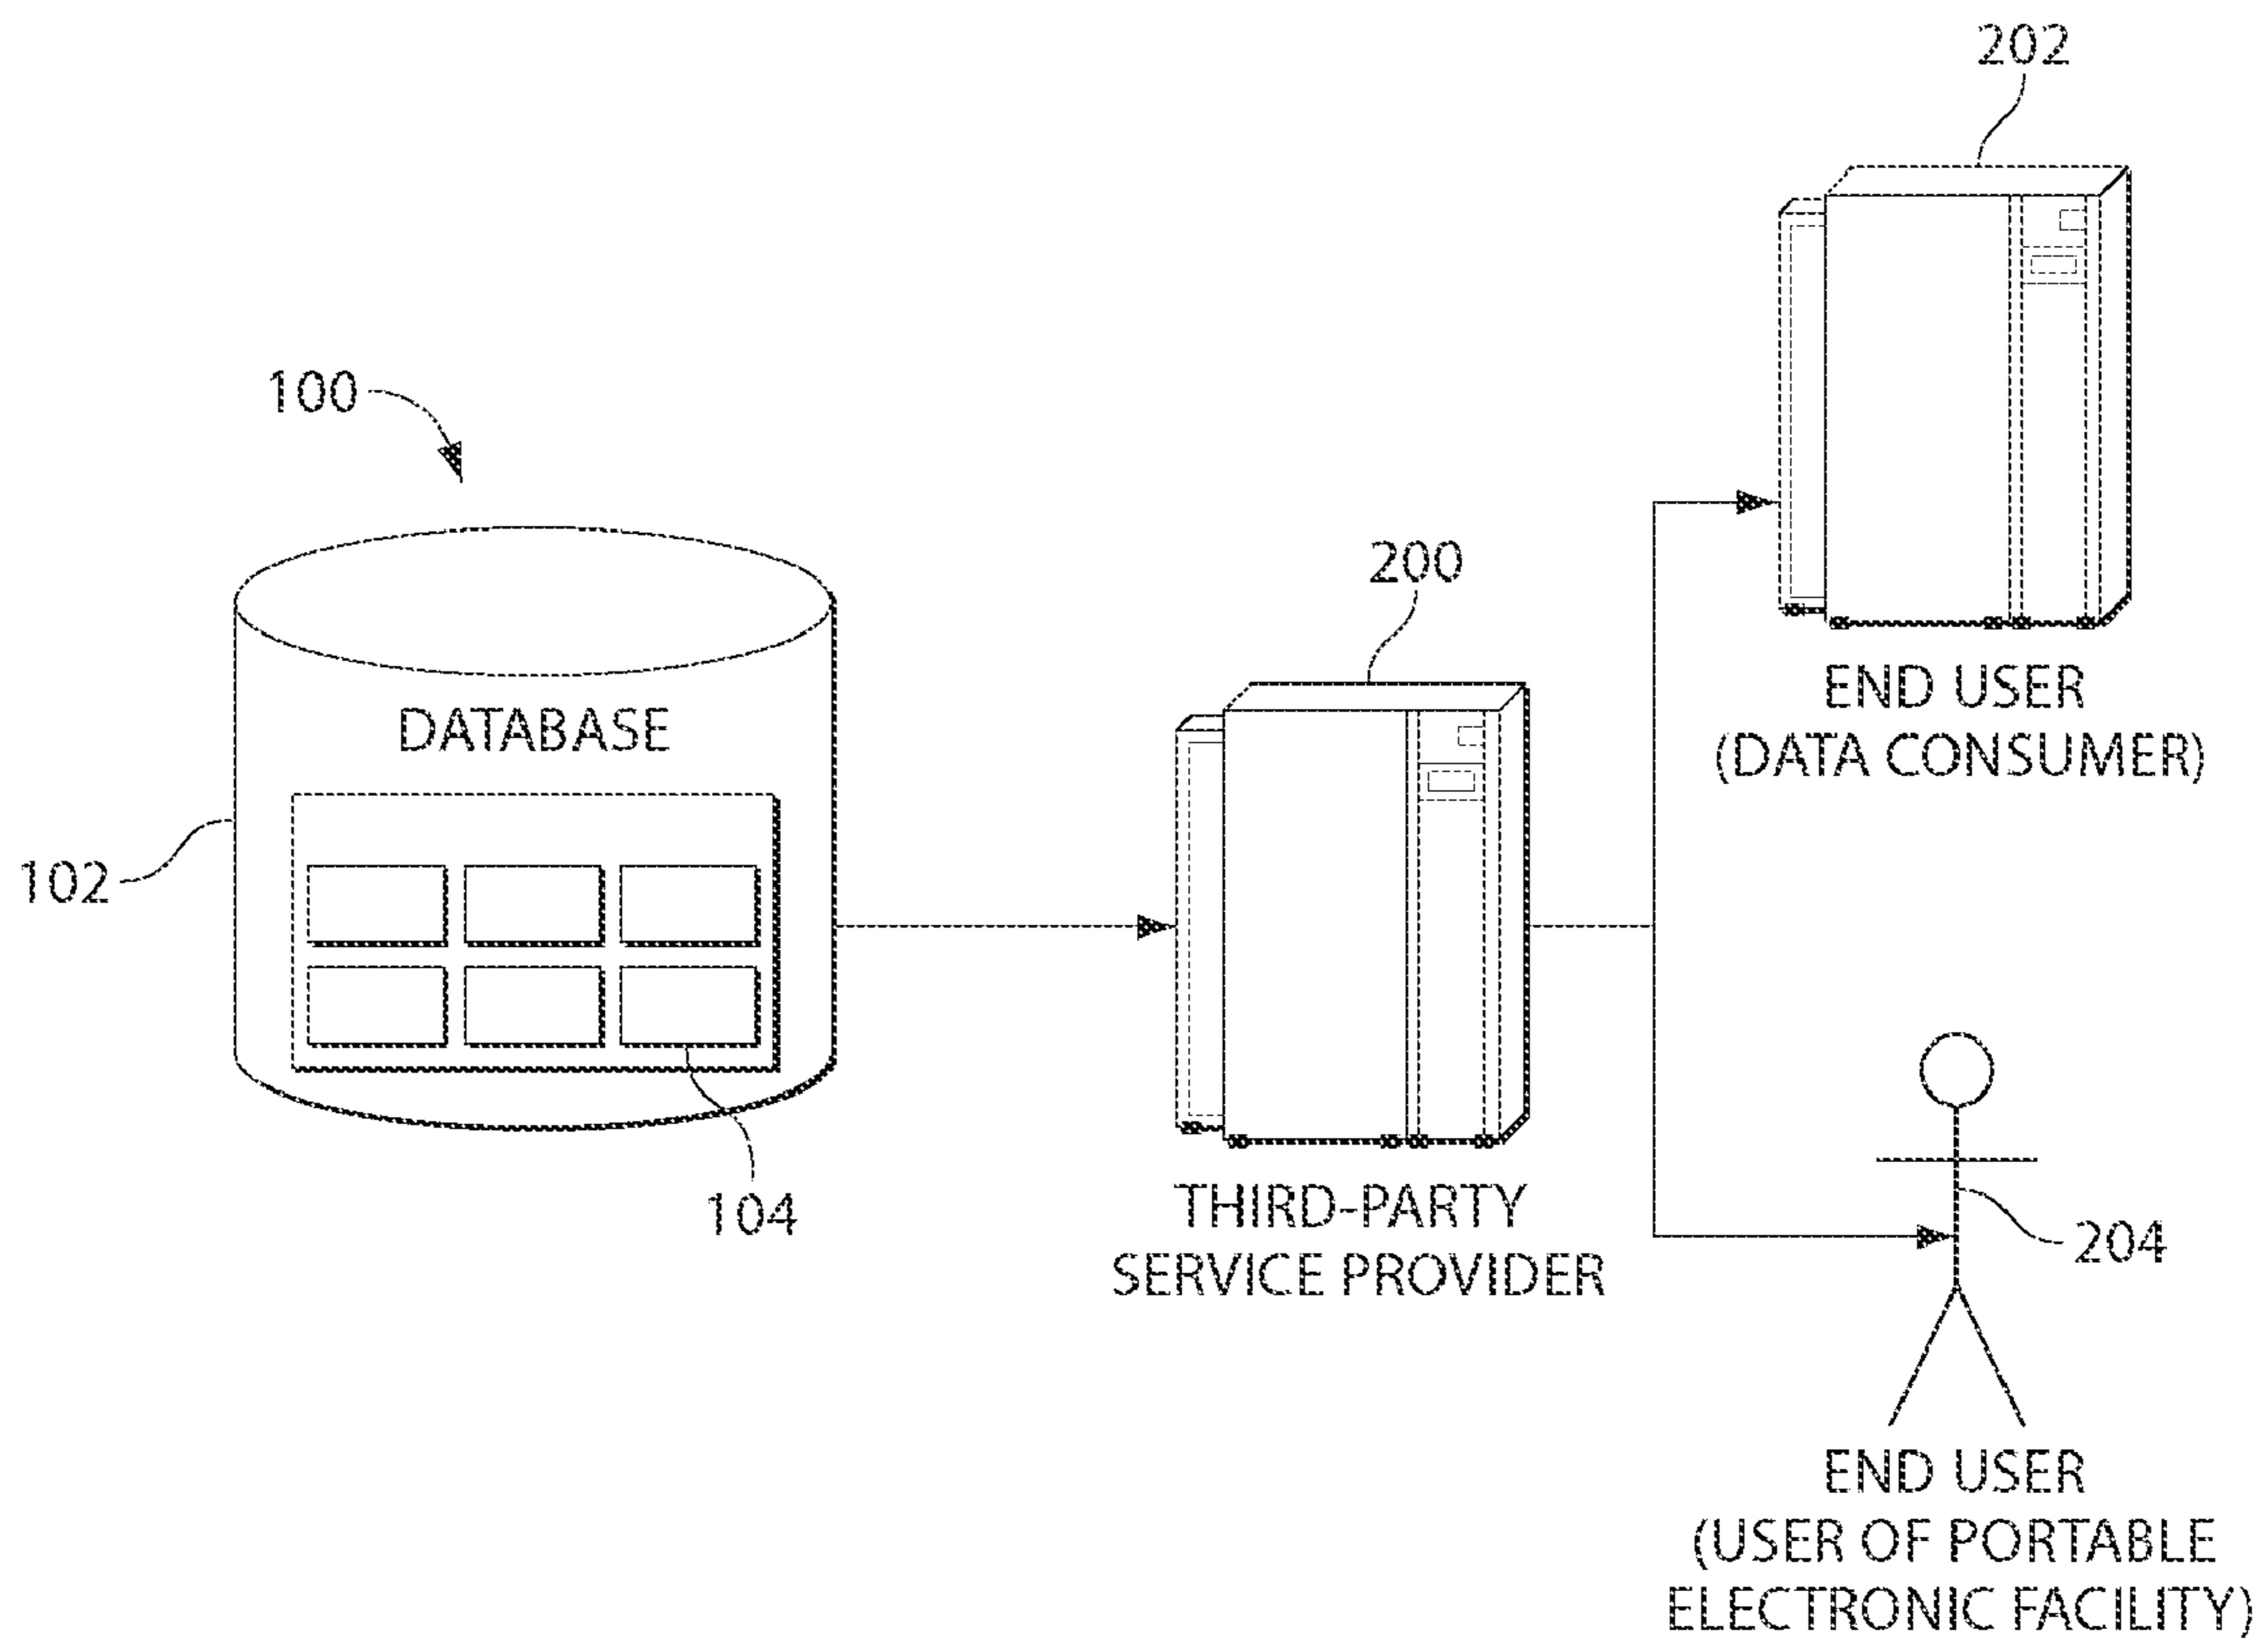 202
100
200
END USER
(DATA CONSUMER)
DATABASE
102
104
THIRD-PARTY
SERVICE PROVIDER
204
END USER
(USER OF PORTABLE
ELECTRONIC FACILITY)